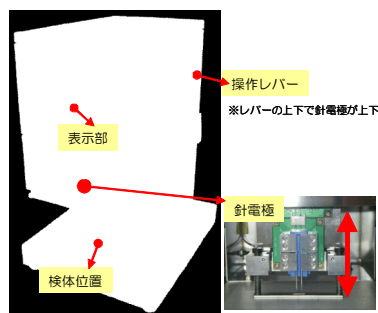 操作レバー
※レバーの上下で針電極が上下
表示部
針電極
検体位置